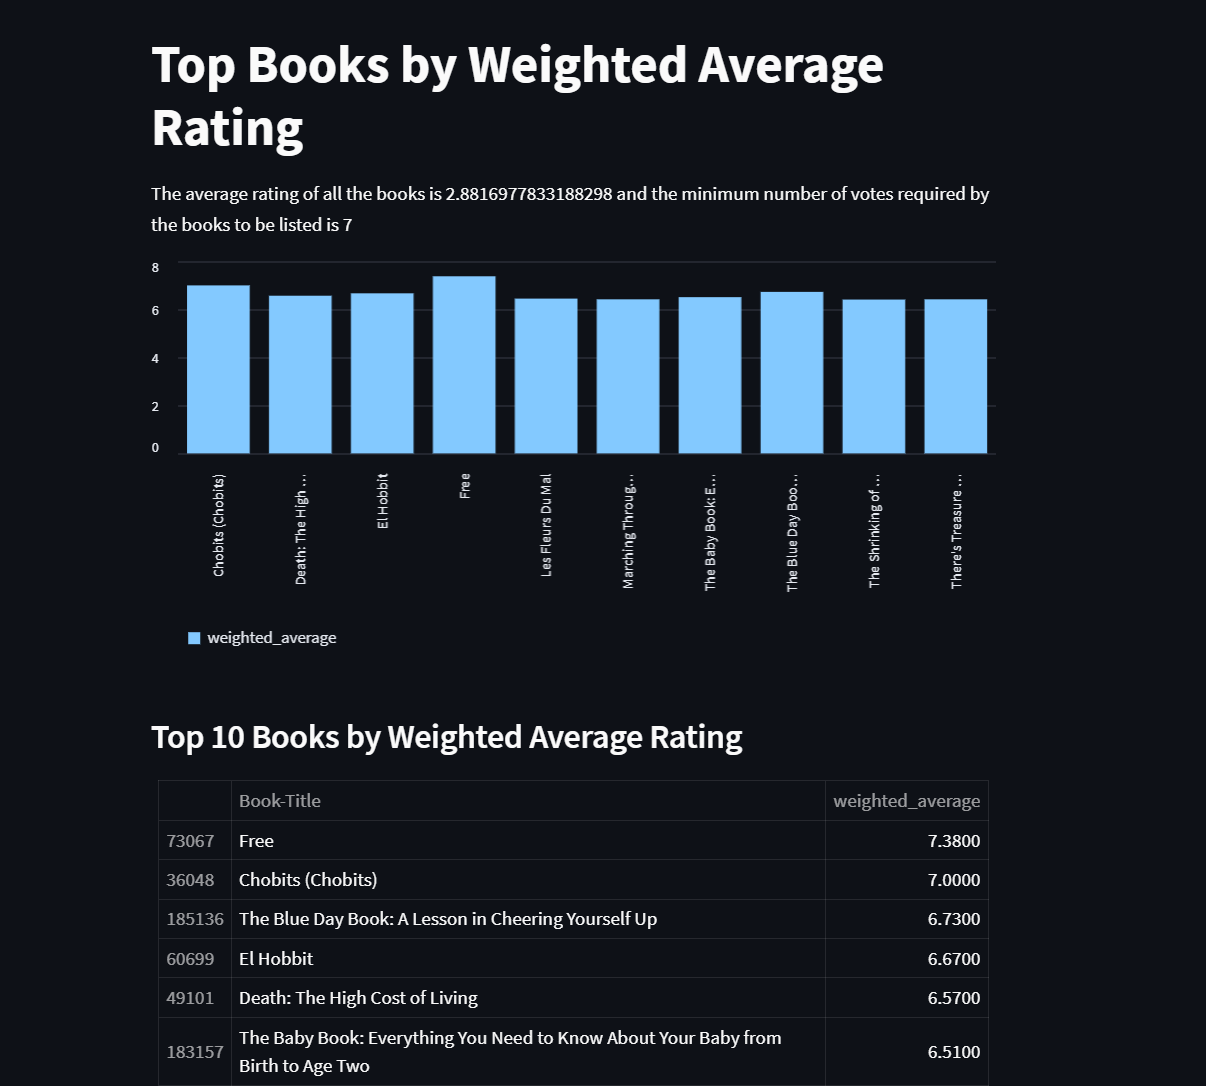 Top Books by Weighted Average
Rating
The average rating of all the books is 2.8816977833188298 and the minimum number of votes required by
the books to be listed is 7
8
6
4
2
0
Chobits (Chobits)
Death: The High …
El Hobbit
Free
Les Fleurs Du Mal
Marching Throug…
The Baby Book: E…
The Blue Day Boo…
The Shrinking of …
There's Treasure …
weighted_average
Top 10 Books by Weighted Average Rating
Book-Title weighted_average
73067 Free 7.3800
36048 Chobits (Chobits) 7.0000
185136 The Blue Day Book: A Lesson in Cheering Yourself Up 6.7300
60699 El Hobbit 6.6700
49101 Death: The High Cost of Living 6.5700
183157 The Baby Book: Everything You Need to Know About Your Baby from
Birth to Age Two 6.5100